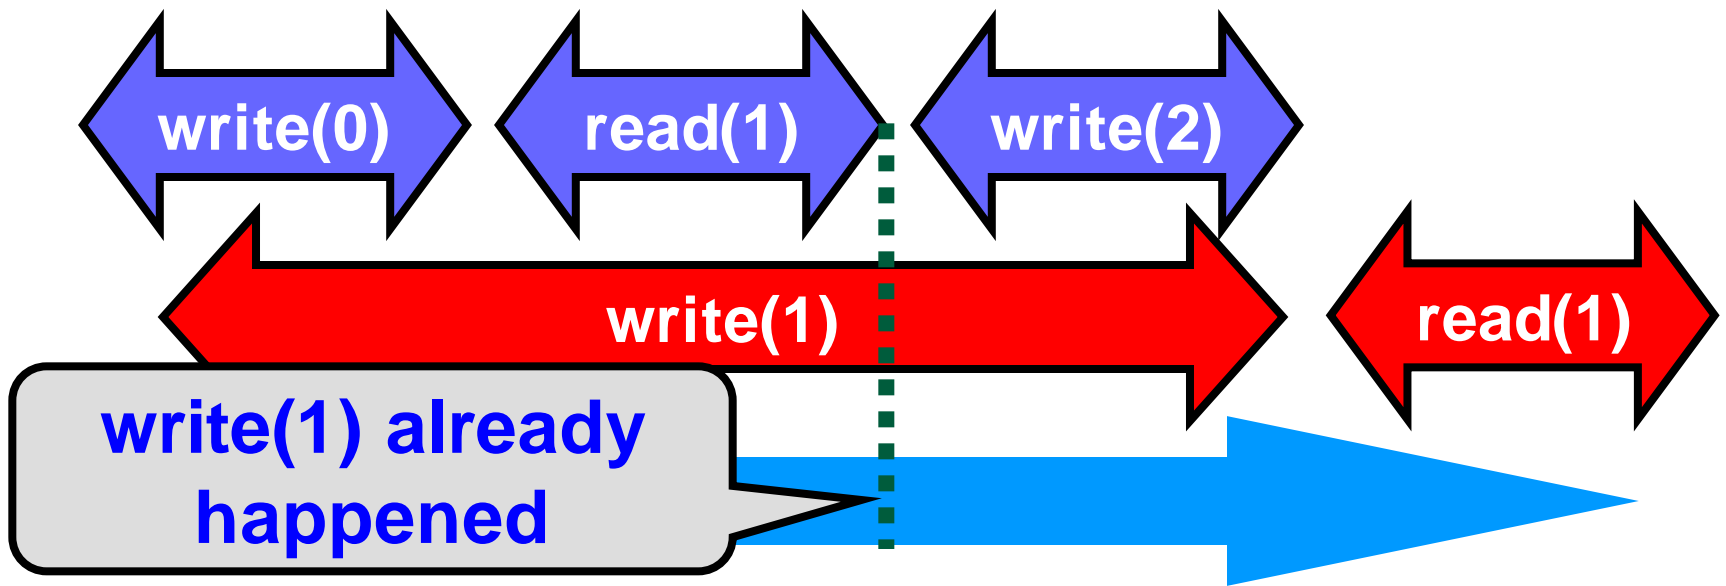 write(0) read(1) write(2)
write(1) read(1)
write(1) already
happened